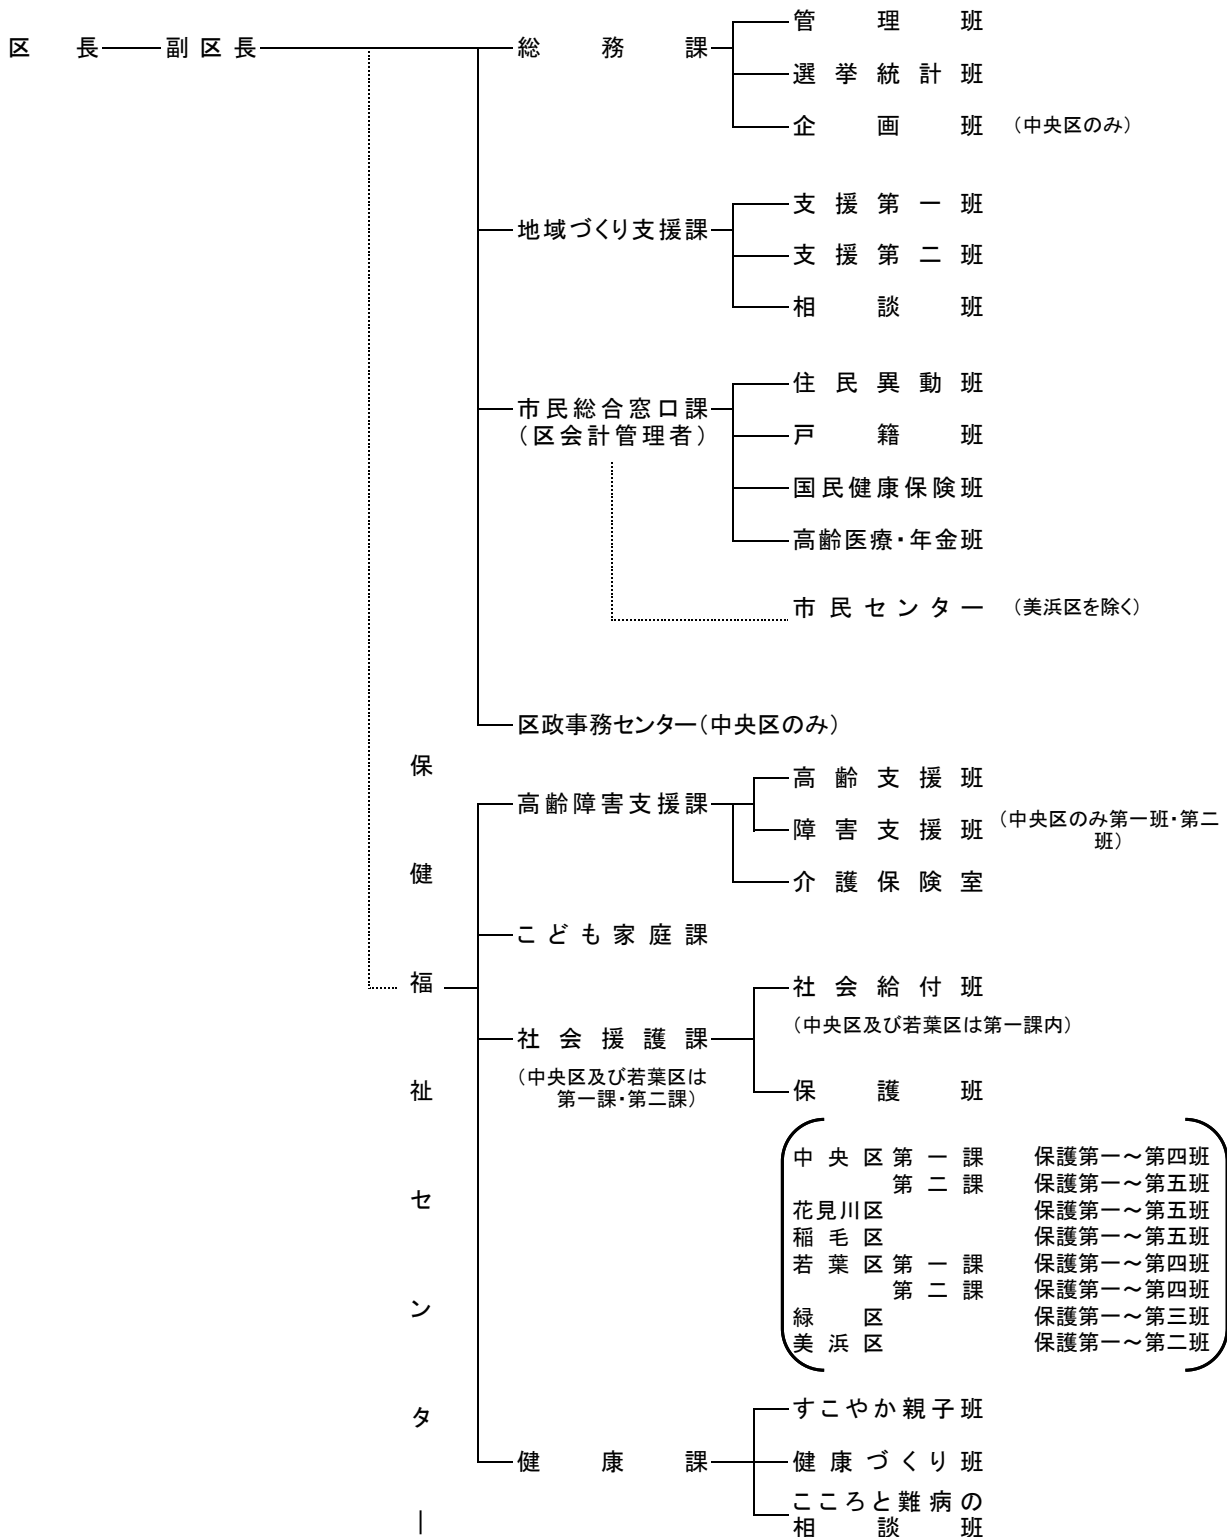 区長 副区長 総務課
管理班
選挙統計班
企画班 （中央区のみ）
地域づくり支援課
支援第一班
支援第二班
相談班
市民総合窓口課
（区会計管理者）
住民異動班
戸籍班
国民健康保険班
高齢医療・年金班
市民センター （美浜区を除く）
区政事務センター（中央区のみ）
保健福祉センター
高齢障害支援課
高齢支援班
障害支援班 （中央区のみ第一班・第二
班）
介護保険室
こども家庭課
社会援護課
（中央区及び若葉区は
第一課・第二課）
社会給付班
（中央区及び若葉区は第一課内）
保護班
中央区第一課 保護第一～第四班
第二課 保護第一～第五班
花見川区 保護第一～第五班
稲毛区 保護第一～第五班
若葉区第一課 保護第一～第四班
第二課 保護第一～第四班
緑区 保護第一～第三班
美浜区 保護第一～第二班
健康課
すこやか親子班
健康づくり班
こころと難病の
相談班